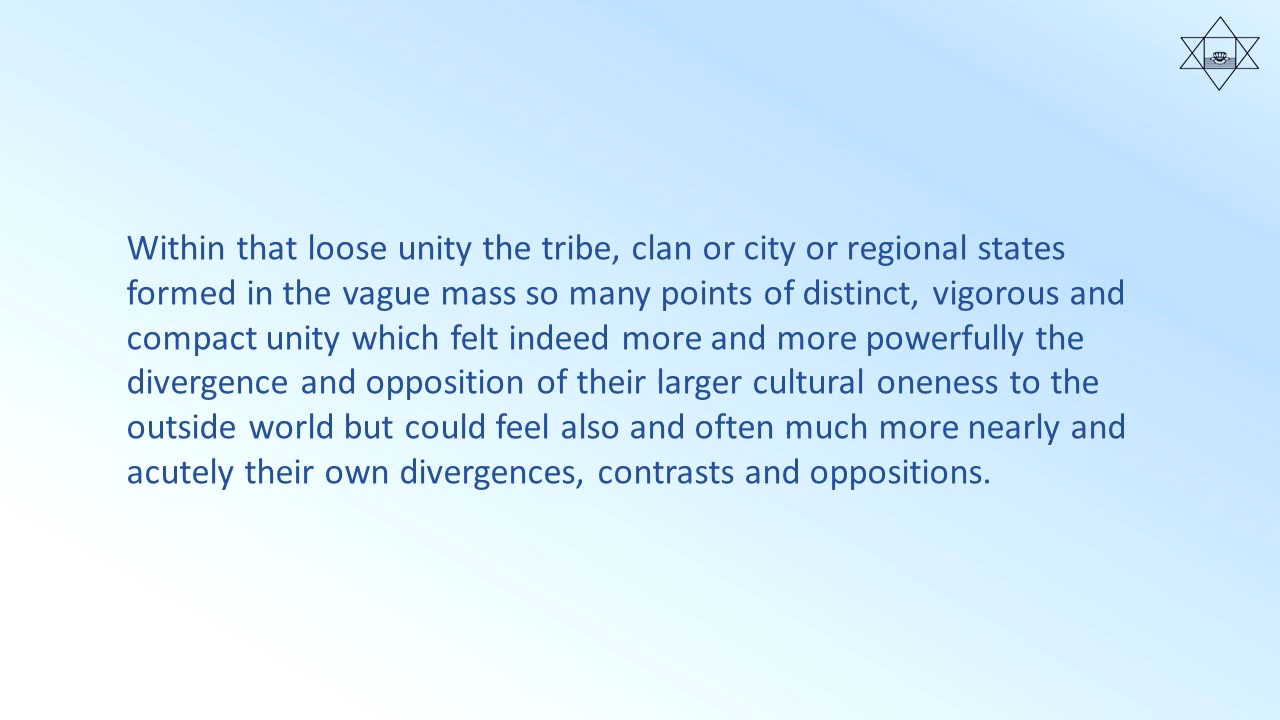 Within that loose unity the tribe, clan or city or regional states
formed in the vague mass so many points of distinct, vigorous and
compact unity which felt indeed more and more powerfully the
divergence and opposition of their larger cultural oneness to the
outside world but could feel also and often much more nearly and
acutely their own divergences, contrasts and oppositions.